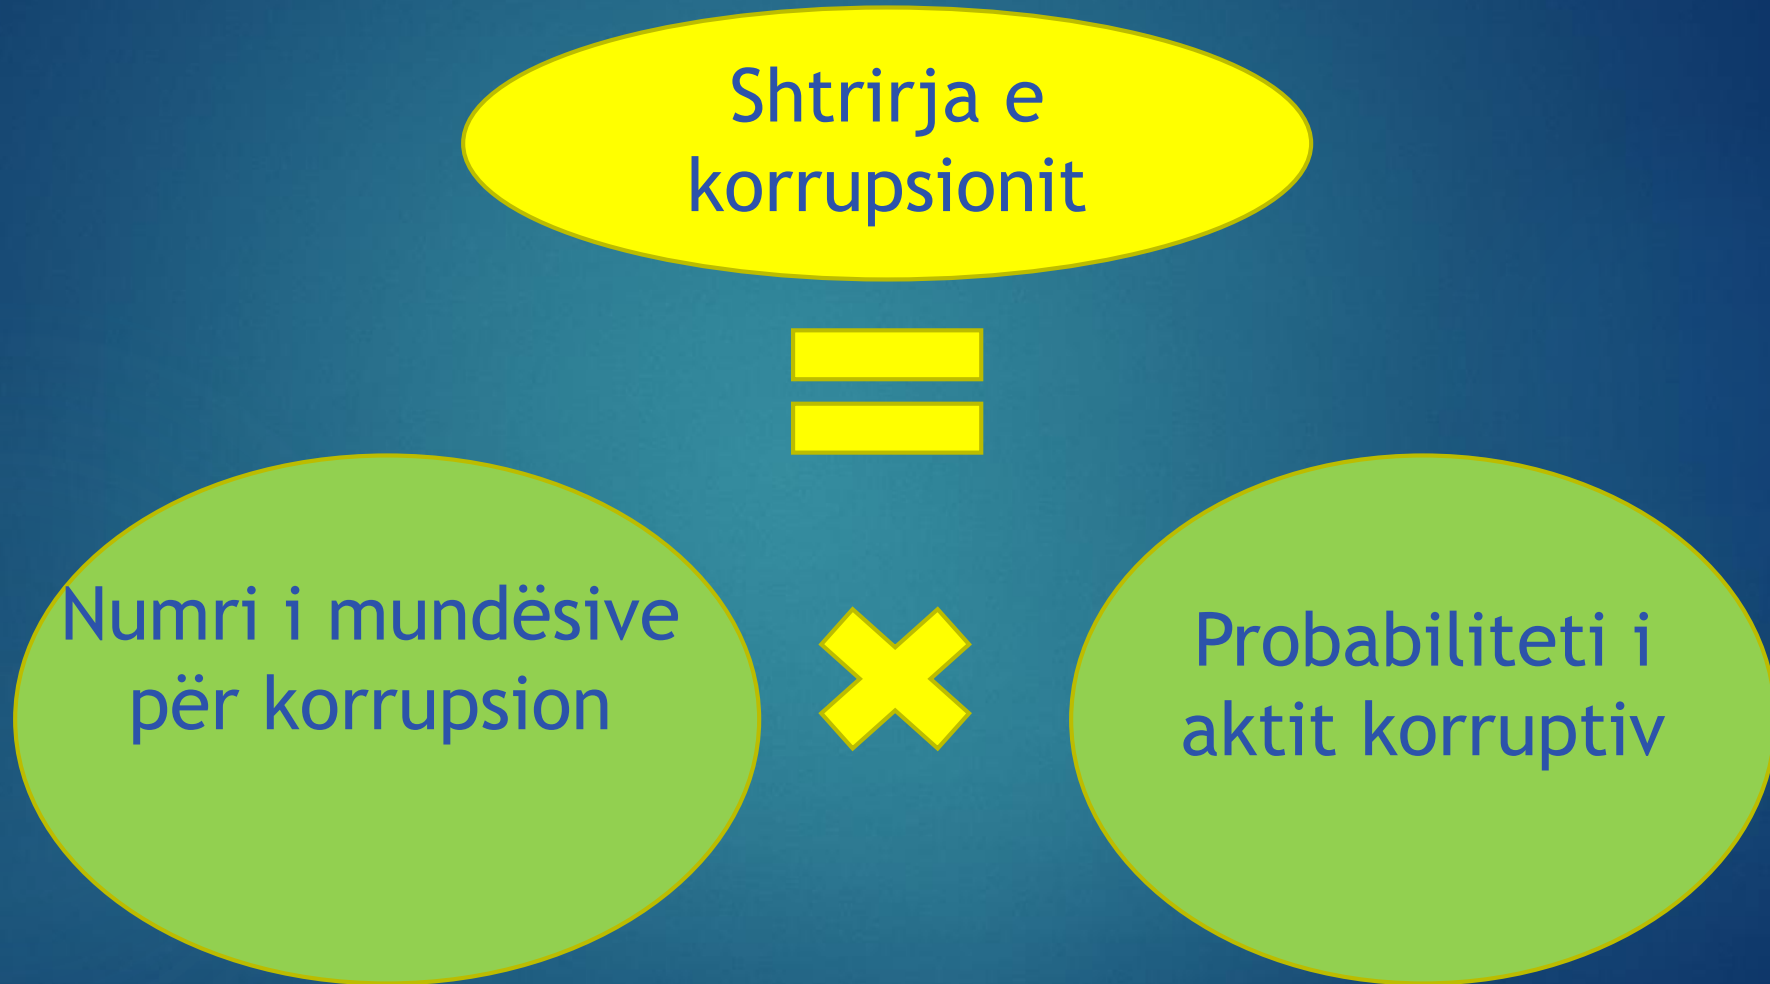 Shtrirja e
korrupsionit
Numri i mundësive
për korrupsion
Probabiliteti i
aktit korruptiv